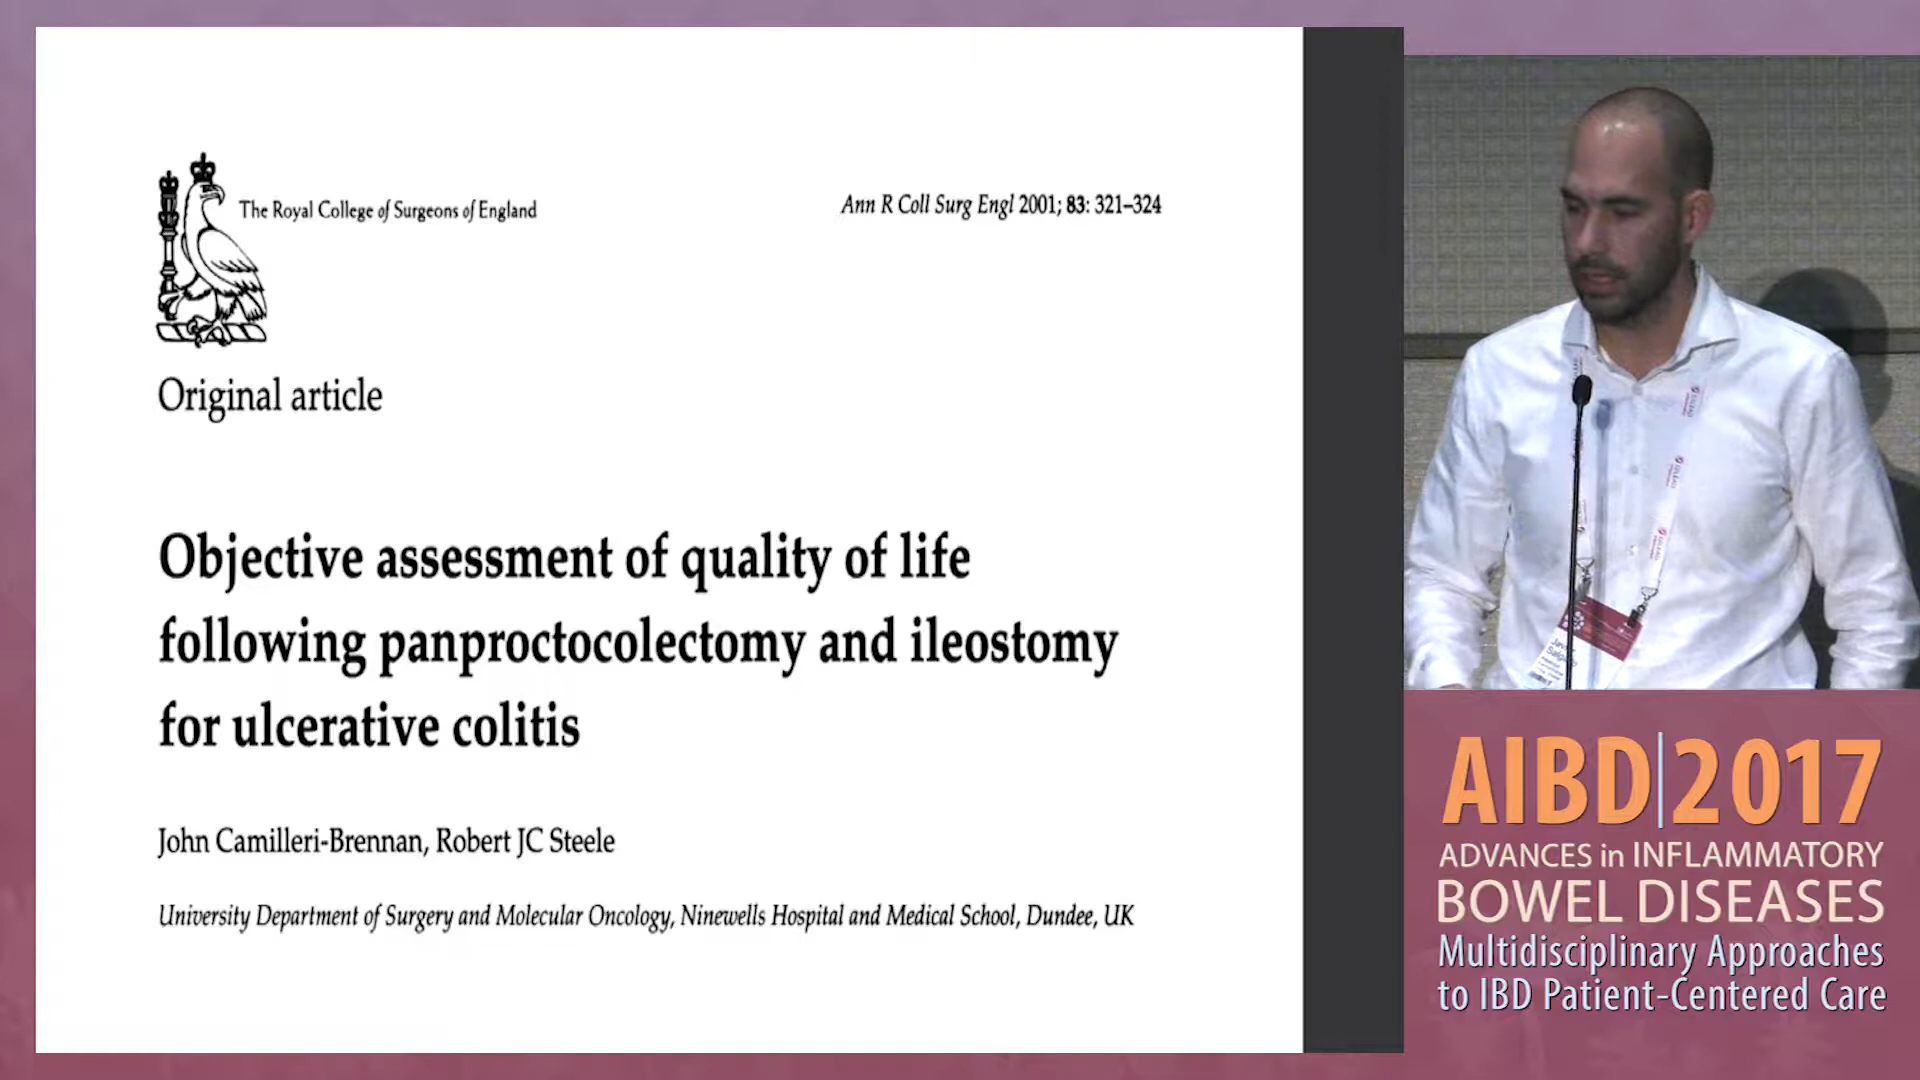 The Royal College of Surgeons of England
Ann R Coll Surg Engl 2001; 83: 321–324
Original article
Objective assessment of quality of life
following panproctocolectomy and ileostomy
for ulcerative colitis
John Camilleri-Brennan, Robert JC Steele
University Department of Surgery and Molecular Oncology, Ninewells Hospital and Medical School, Dundee, UK
AIBD|2017
ADVANCES in INFLAMMATORY
BOWEL DISEASES
Multidisciplinary Approaches
to IBD Patient-Centered Care